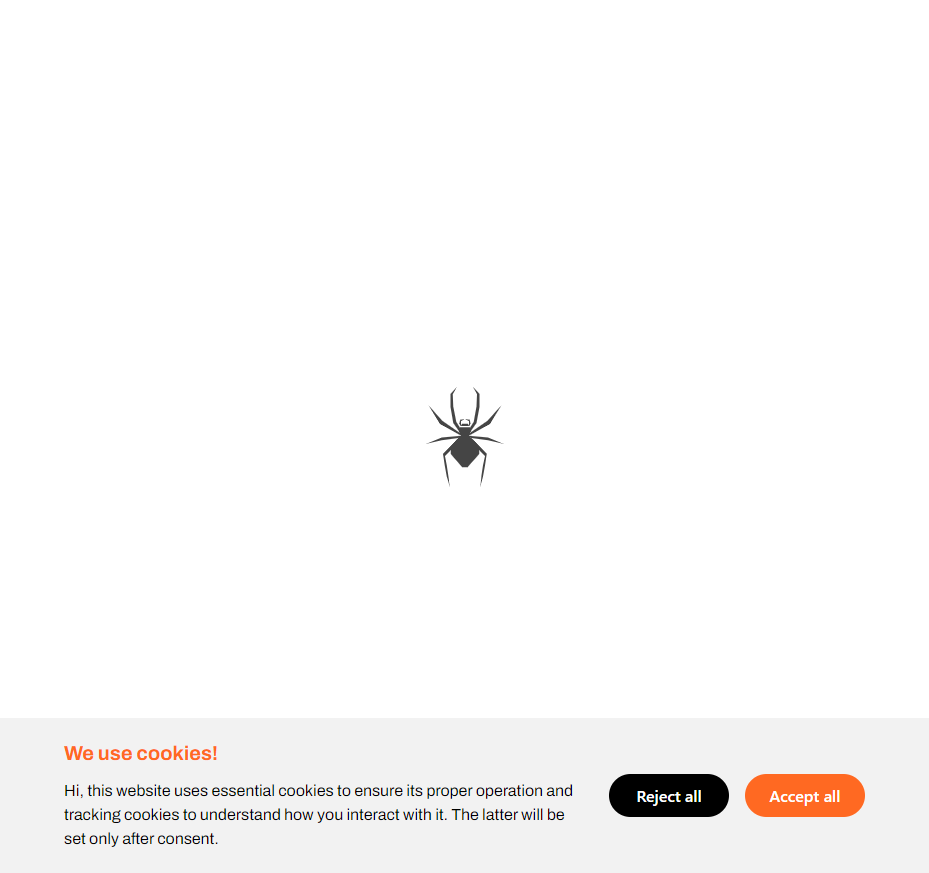 We use cookies!
Hi, this website uses essential cookies to ensure its proper operation and
tracking cookies to understand how you interact with it. The latter will be
set only after consent.
Reject all
Accept all